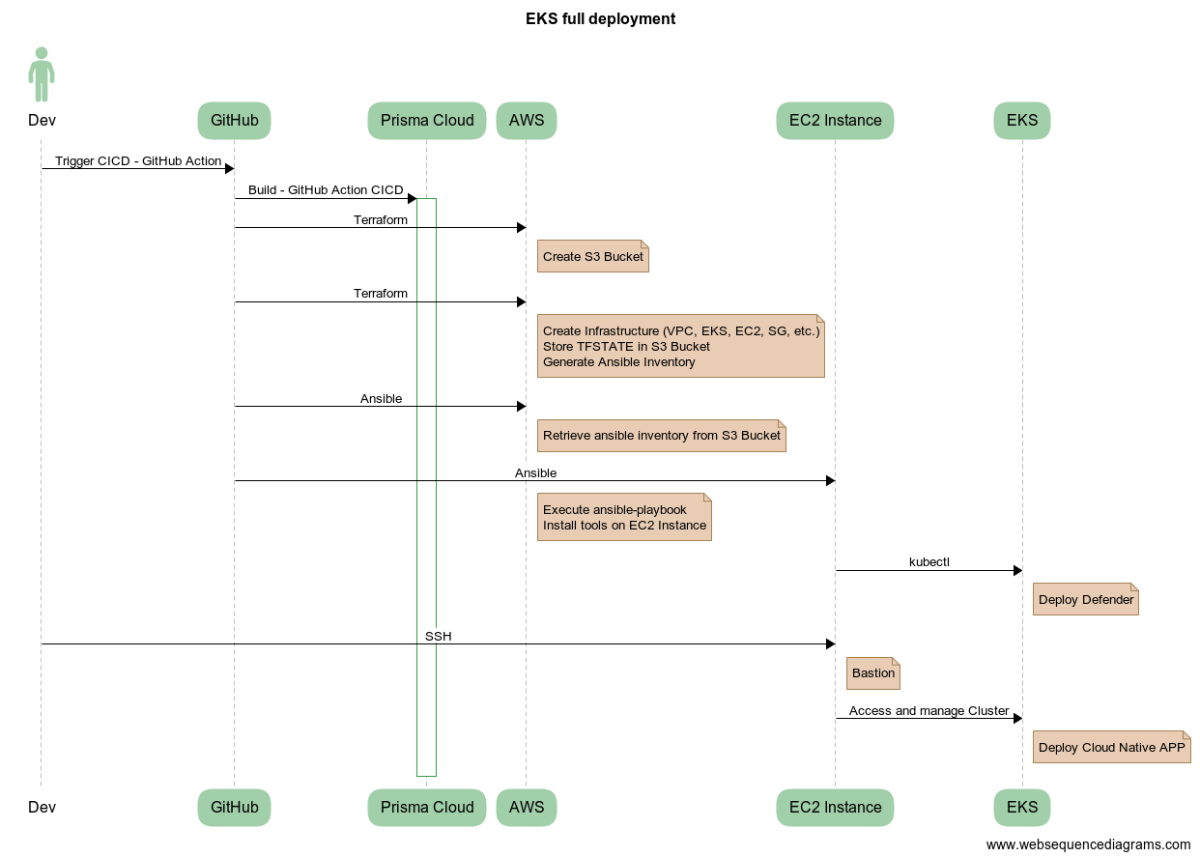 EKS full deployment
Dev
GitHub
Prisma Cloud
AWS
EC2 Instance
EKS
Trigger CICD - GitHub Action
Build - GitHub Action CICD
Terraform
Create S3 Bucket
Terraform
Create Infrastructure (VPC, EKS, EC2, SG, etc.)
Store TFSTATE in S3 Bucket
Generate Ansible Inventory
Ansible
Retrieve ansible inventory from S3 Bucket
Ansible
Execute ansible-playbook
Install tools on EC2 Instance
kubectl
Deploy Defender
SSH
Bastion
Access and manage Cluster
Deploy Cloud Native APP
Dev
GitHub
Prisma Cloud
AWS
EC2 Instance
EKS
www.websequencediagrams.com